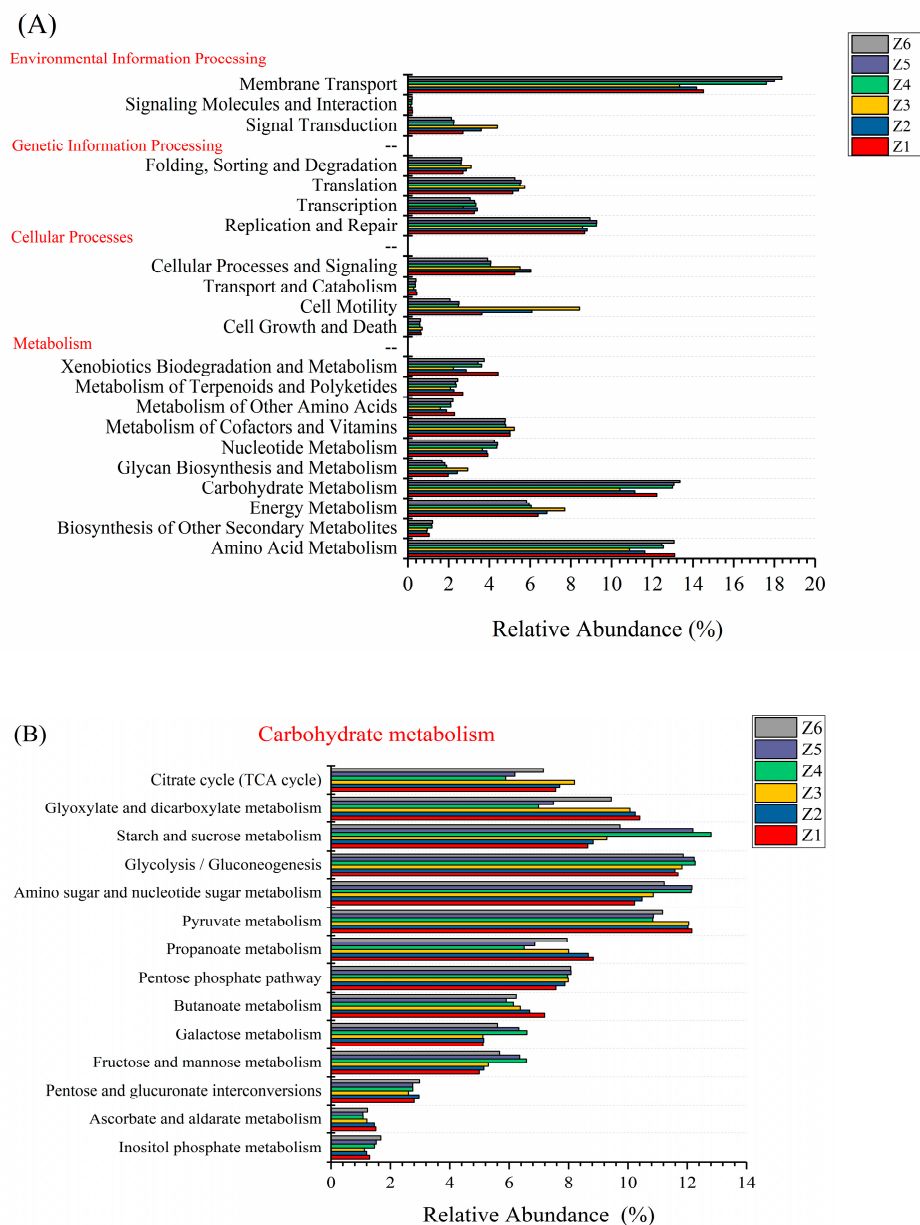 (A)
Environmental Information Processing
Membrane Transport
Signaling Molecules and Interaction
Signal Transduction
Genetic Information Processing --
Folding, Sorting and Degradation
Translation
Transcription
Replication and Repair
Cellular Processes --
Cellular Processes and Signaling
Transport and Catabolism
Cell Motility
Cell Growth and Death
Metabolism --
Xenobiotics Biodegradation and Metabolism
Metabolism of Terpenoids and Polyketides
Metabolism of Other Amino Acids
Metabolism of Cofactors and Vitamins
Nucleotide Metabolism
Glycan Biosynthesis and Metabolism
Carbohydrate Metabolism
Energy Metabolism
Biosynthesis of Other Secondary Metabolites
Amino Acid Metabolism
0 2 4 6 8 10 12 14 16 18 20
Relative Abundance (%)
Z6
Z5
Z4
Z3
Z2
Z1
(B)
Carbohydrate metabolism
Citrate cycle (TCA cycle)
Glyoxylate and dicarboxylate metabolism
Starch and sucrose metabolism
Glycolysis / Gluconeogenesis
Amino sugar and nucleotide sugar metabolism
Pyruvate metabolism
Propanoate metabolism
Pentose phosphate pathway
Butanoate metabolism
Galactose metabolism
Fructose and mannose metabolism
Pentose and glucuronate interconversions
Ascorbate and aldarate metabolism
Inositol phosphate metabolism
0 2 4 6 8 10 12 14
Relative Abundance (%)
Z6
Z5
Z4
Z3
Z2
Z1